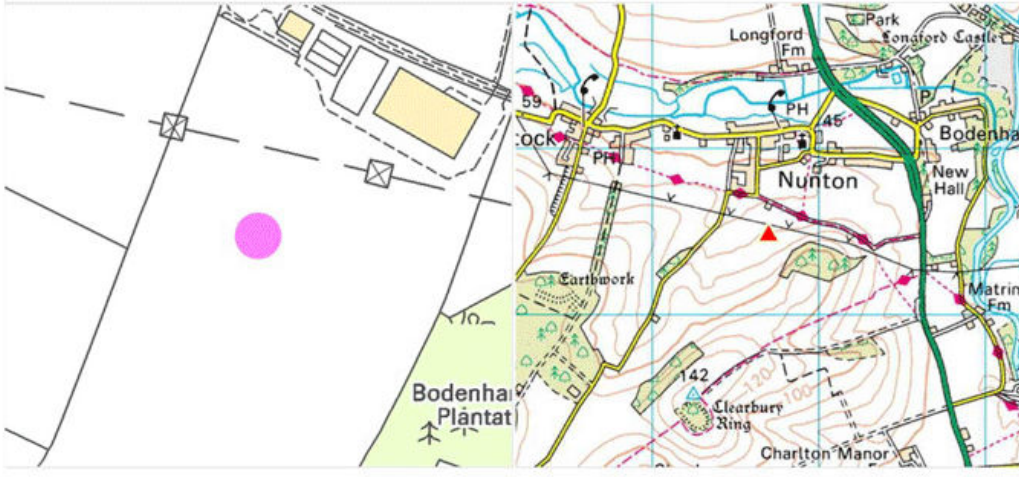 Bodenha
Plantat
Park
Longford Castle
Longford
Fm
59
PH
45
P
ock
PH
Bodenha
New
Hall
Nunton
Earthwork
Matrin
Fm
142
120
100
Clearbury
Ring
Charlton Manor